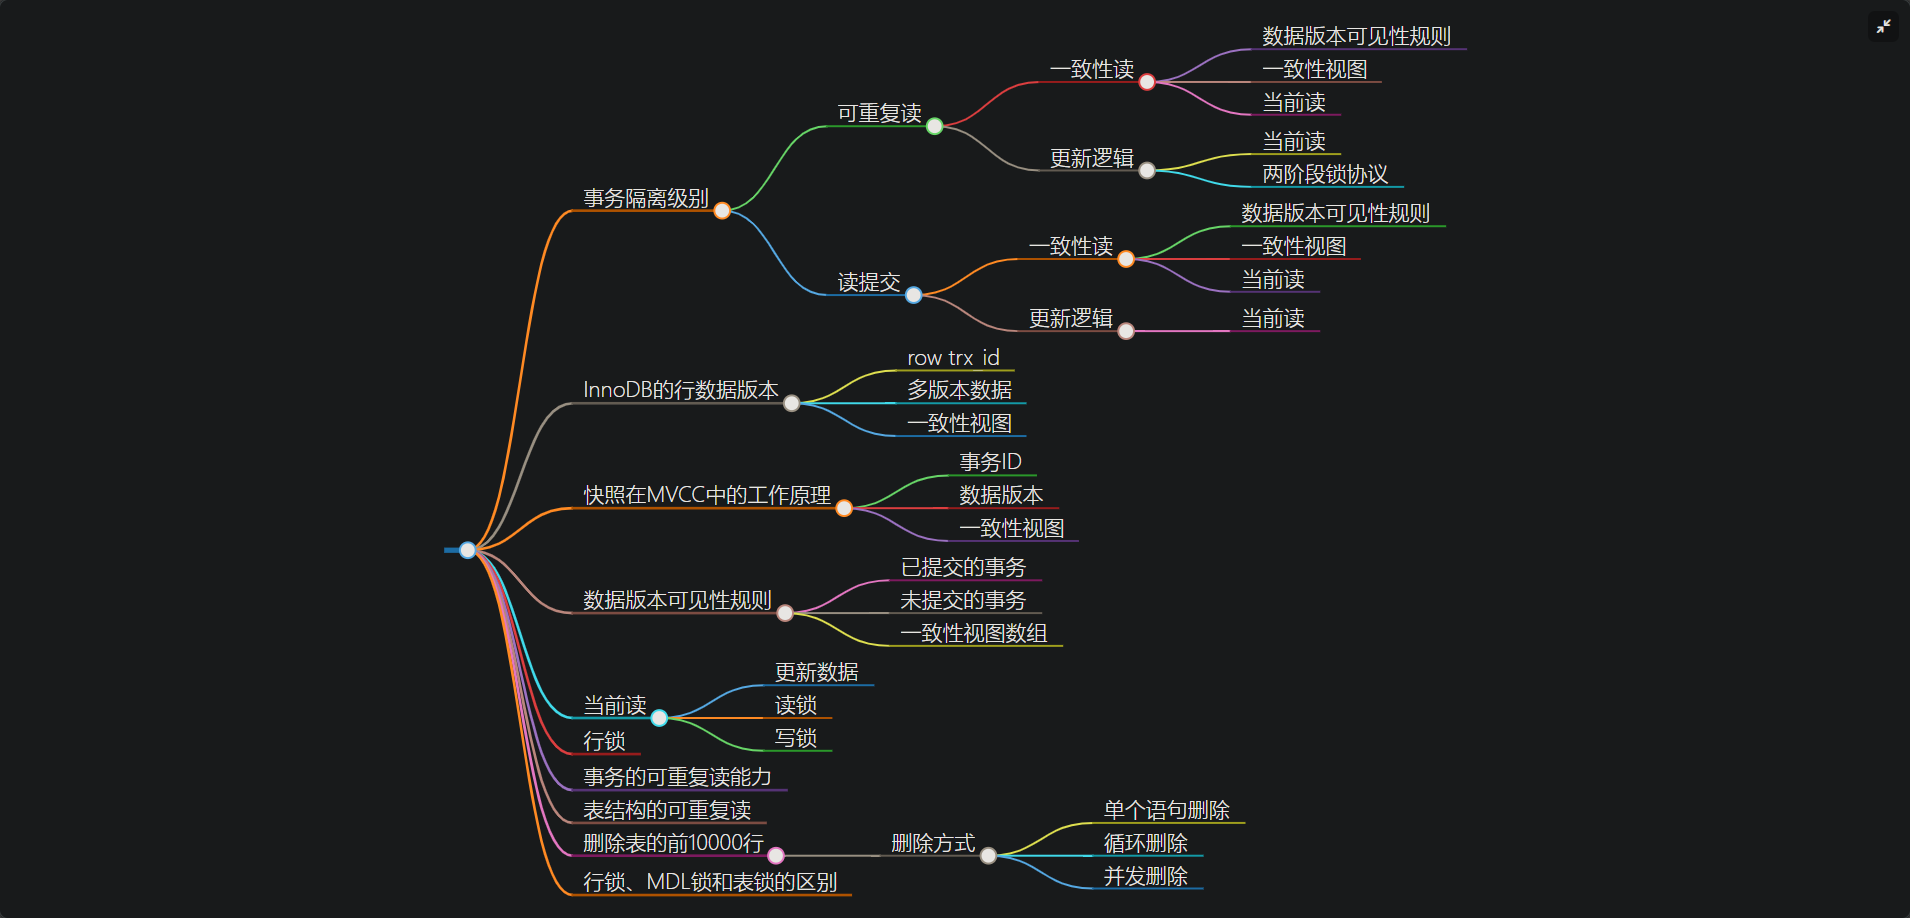 事务隔离级别
可重复读
一致性读
数据版本可见性规则
一致性视图
当前读
更新逻辑
当前读
两阶段锁协议
读提交
一致性读
数据版本可见性规则
一致性视图
当前读
更新逻辑
当前读
InnoDB的行数据版本
row trx_id
多版本数据
一致性视图
快照在MVCC中的工作原理
事务ID
数据版本
一致性视图
数据版本可见性规则
已提交的事务
未提交的事务
一致性视图数组
当前读
更新数据
读锁
写锁
行锁
事务的可重复读能力
表结构的可重复读
删除表的前10000行
删除方式
单个语句删除
循环删除
并发删除
行锁、MDL锁和表锁的区别